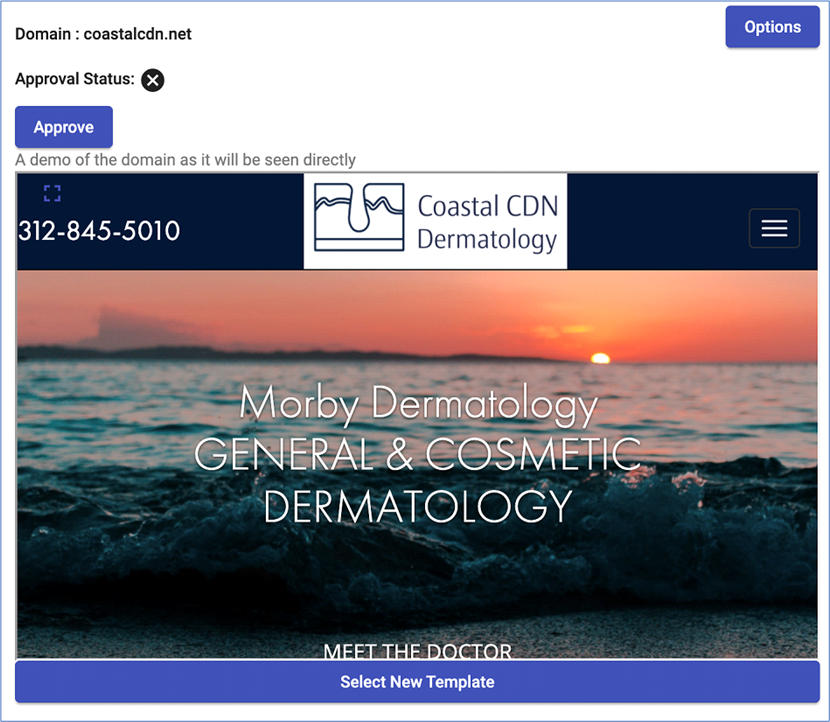 Domain : coastalcdn.net
Options
Approval Status:
Approve
A demo of the domain as it will be seen directly
312-845-5010
Coastal CDN
Dermatology
Morby Dermatology
GENERAL & COSMETIC
DERMATOLOGY
MEET THE DOCTOR
Select New Template